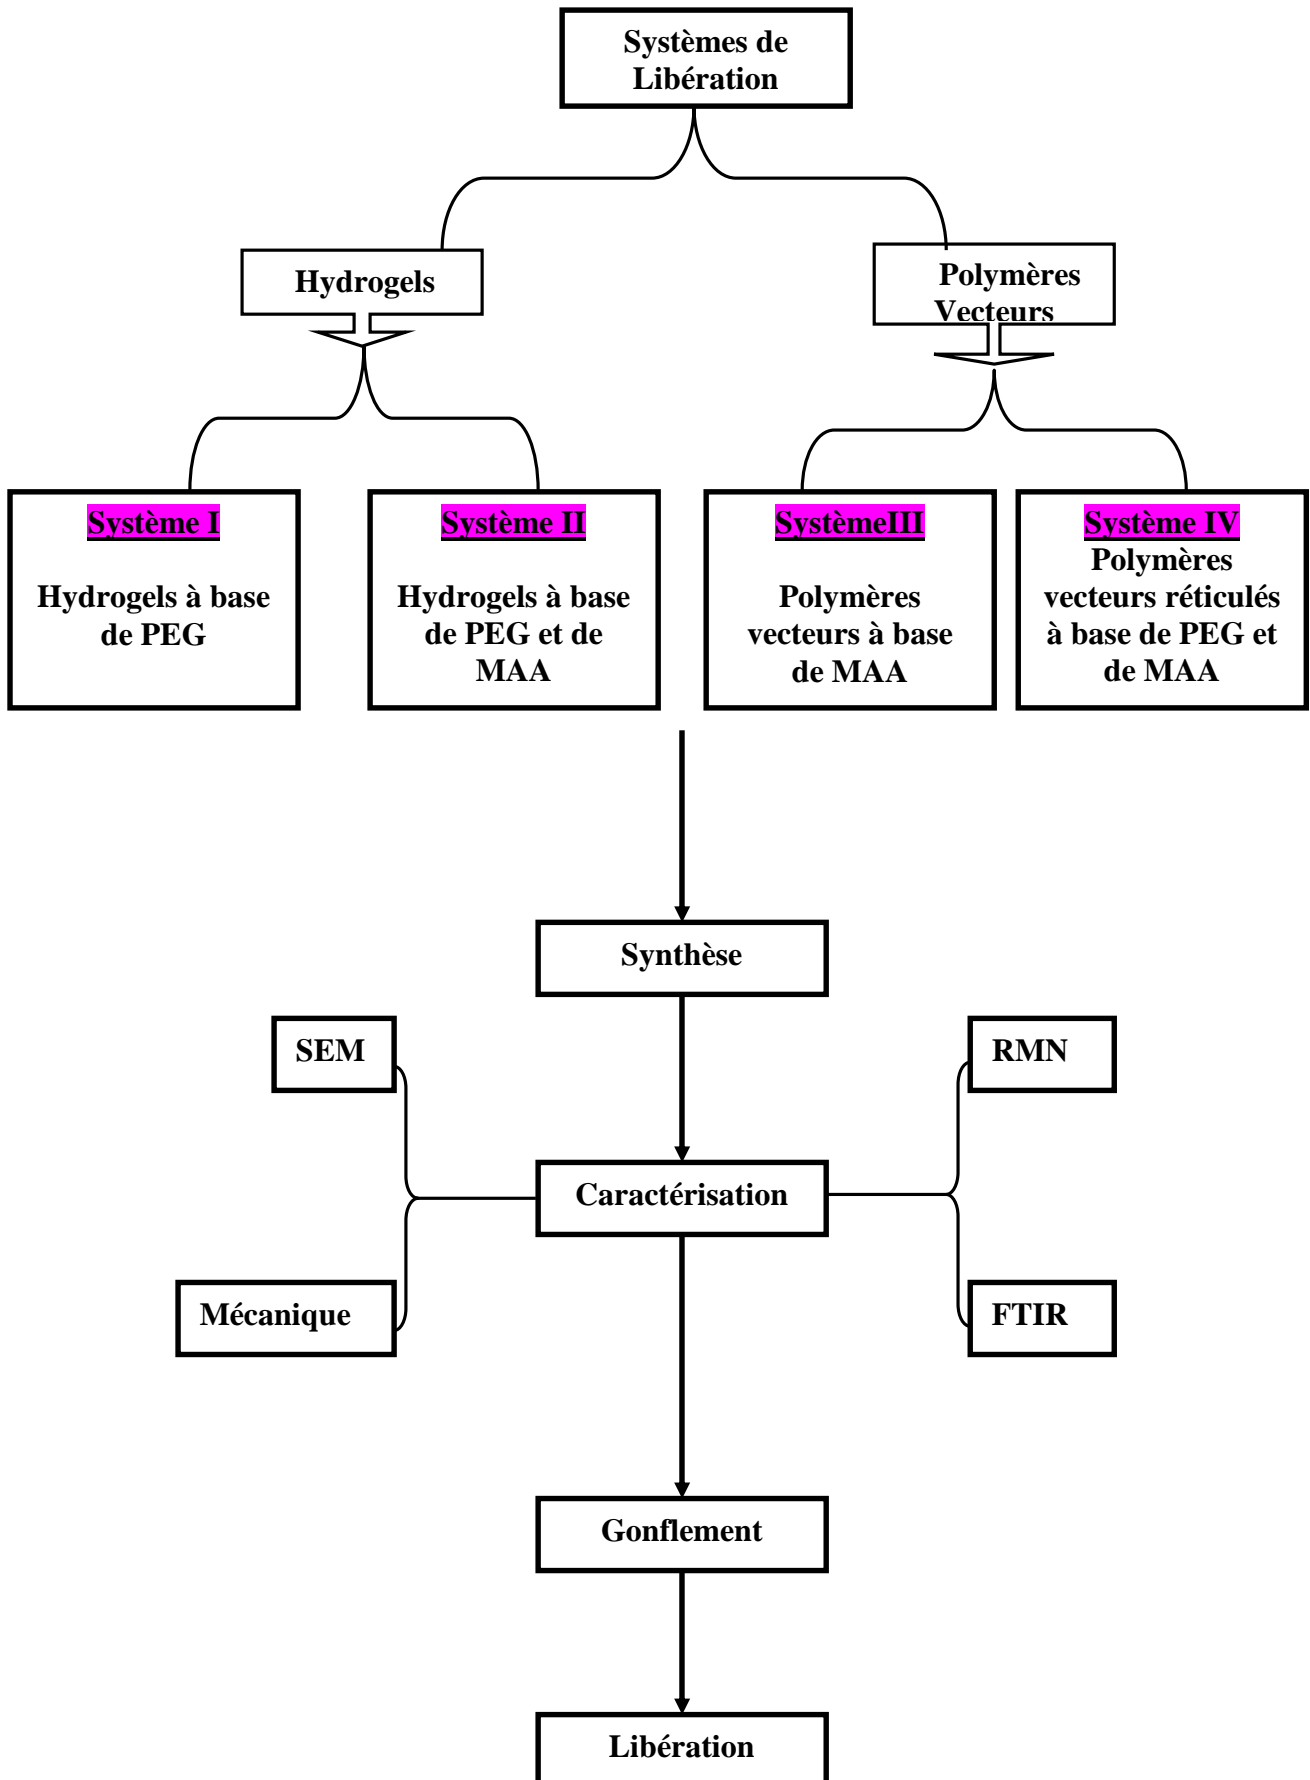 Systèmes de
Libération
Hydrogels
Polymères
Vecteurs
Système I
Hydrogels à base
de PEG
Système II
Hydrogels à base
de PEG et de
MAA
SystèmeIII
Polymères
vecteurs à base
de MAA
Système IV
Polymères
vecteurs réticulés
à base de PEG et
de MAA
Synthèse
SEM
RMN
Caractérisation
Mécanique
FTIR
Gonflement
Libération